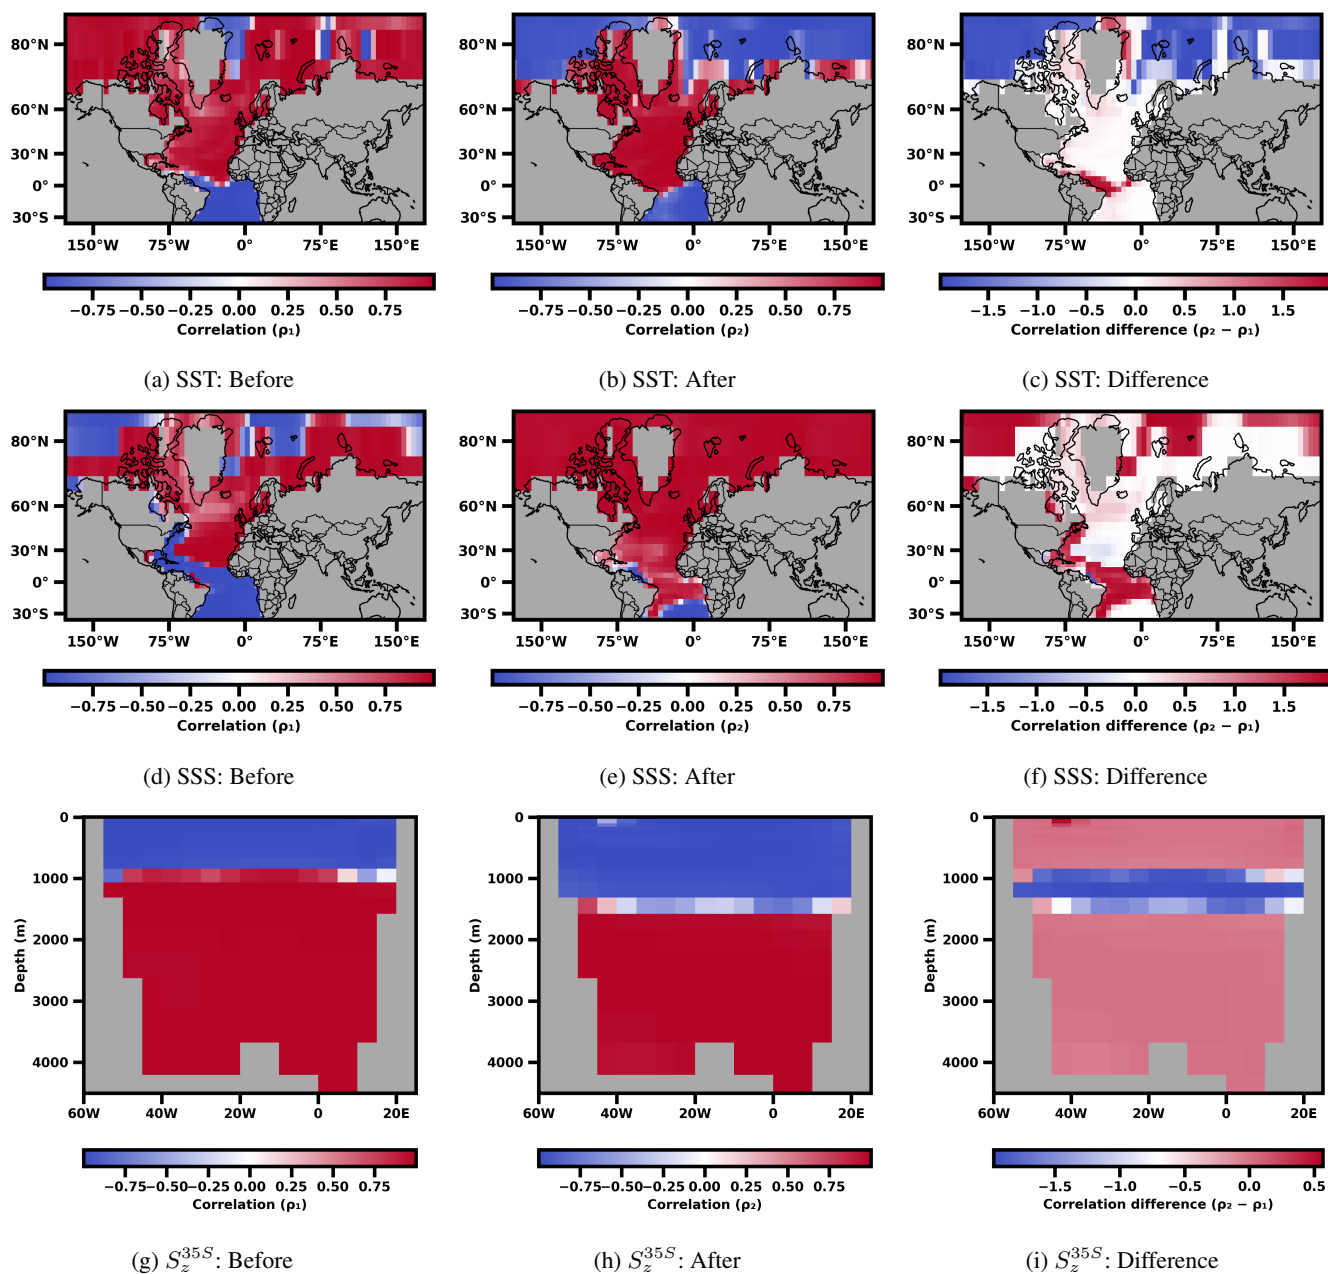 80°N 80°N 80°N
60°N 60°N 60°N
30°N 30°N 30°N
0° 0° 0°
30°S 30°S 30°S
150°W 75°W 0° 75°E 150°E 150°W 75°W 0° 75°E 150°E 150°W 75°W 0° 75°E 150°E
−0.75 −0.50 −0.25 0.00 0.25 0.50 0.75 −0.75 −0.50 −0.25 0.00 0.25 0.50 0.75 −1.5 −1.0 −0.5 0.0 0.5 1.0 1.5
Correlation (ρ₁) Correlation (ρ₂) Correlation difference (ρ₂ − ρ₁)
(a) SST: Before (b) SST: After (c) SST: Difference
80°N 80°N 80°N
60°N 60°N 60°N
30°N 30°N 30°N
0° 0° 0°
30°S 30°S 30°S
150°W 75°W 0° 75°E 150°E 150°W 75°W 0° 75°E 150°E 150°W 75°W 0° 75°E 150°E
−0.75 −0.50 −0.25 0.00 0.25 0.50 0.75 −0.75 −0.50 −0.25 0.00 0.25 0.50 0.75 −1.5 −1.0 −0.5 0.0 0.5 1.0 1.5
Correlation (ρ₁) Correlation (ρ₂) Correlation difference (ρ₂ − ρ₁)
(d) SSS: Before (e) SSS: After (f) SSS: Difference
0 0 0
1000 1000 1000
2000 2000 2000
Depth (m) Depth (m) Depth (m)
3000 3000 3000
4000 4000 4000
60W 40W 20W 0 20E 60W 40W 20W 0 20E 60W 40W 20W 0 20E
−0.75 −0.50 −0.25 0.00 0.25 0.50 0.75 −0.75 −0.50 −0.25 0.00 0.25 0.50 0.75 −1.5 −1.0 −0.5 0.0 0.5
Correlation (ρ₁) Correlation (ρ₂) Correlation difference (ρ₂ − ρ₁)
(g) $S_z^{35S}$: Before (h) $S_z^{35S}$: After (i) $S_z^{35S}$: Difference